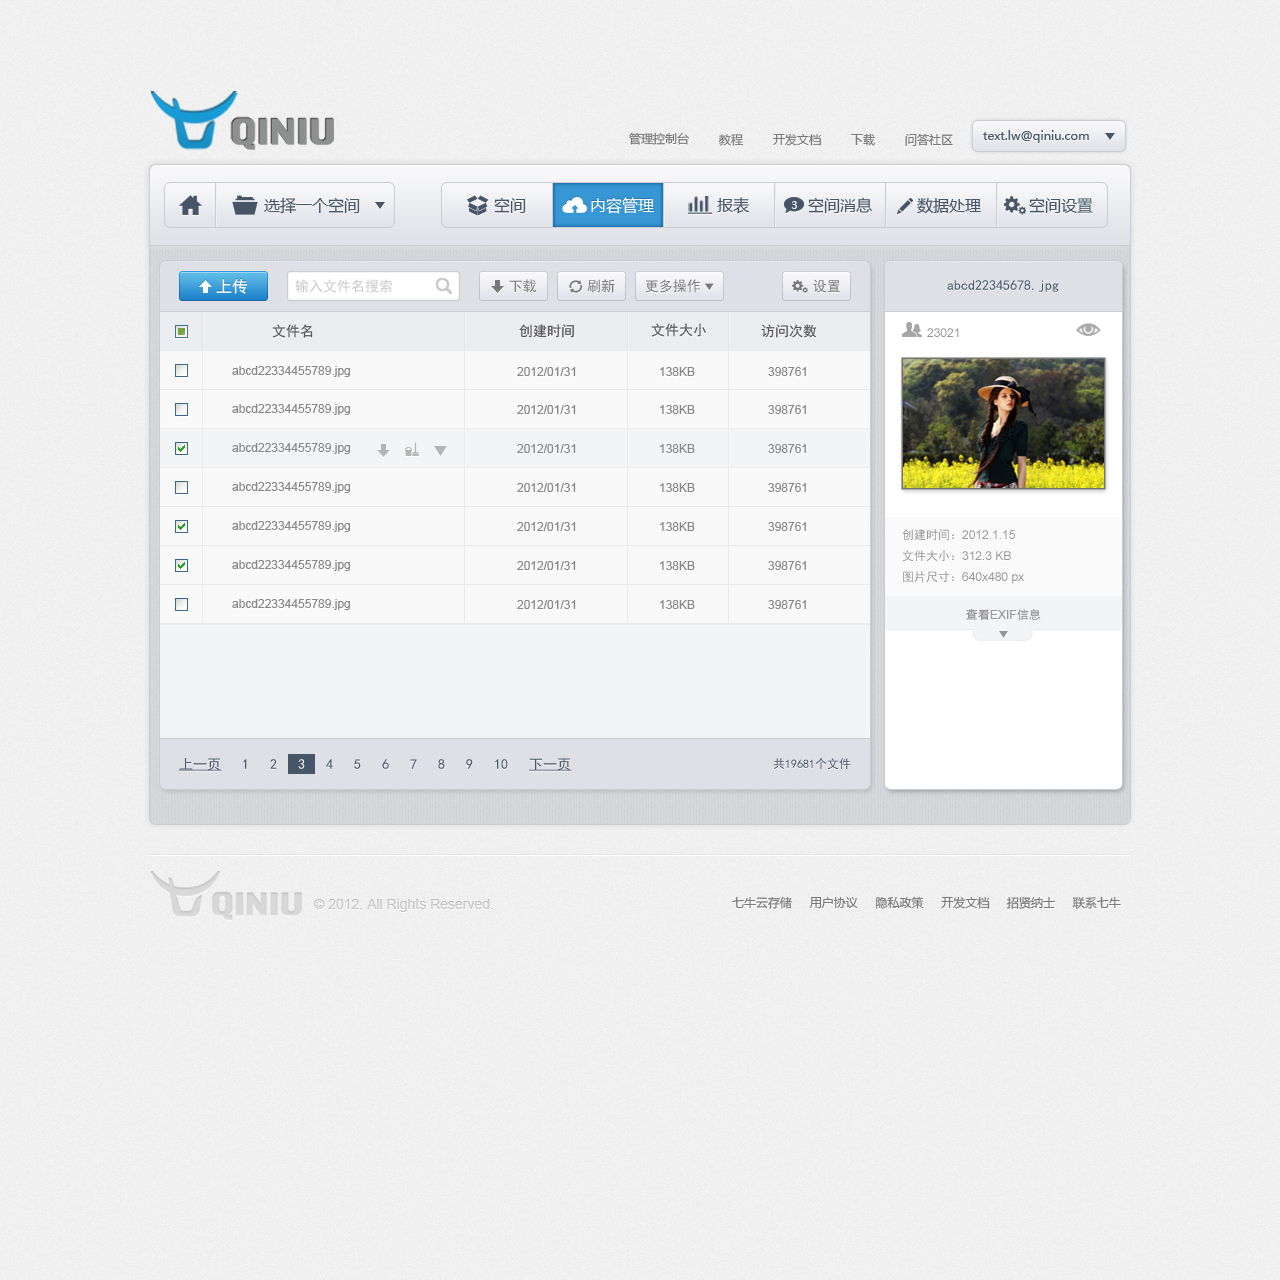 QINIU
管理控制台 教程 开发文档 下载 问答社区 text.lw@qiniu.com
选择一个空间 空间 内容管理 报表 3 空间消息 数据处理 空间设置
上传 输入文件名搜索 下载 刷新 更多操作 设置
文件名 创建时间 文件大小 访问次数
abcd22334455789.jpg 2012/01/31 138KB 398761
abcd22334455789.jpg 2012/01/31 138KB 398761
abcd22334455789.jpg 2012/01/31 138KB 398761
abcd22334455789.jpg 2012/01/31 138KB 398761
abcd22334455789.jpg 2012/01/31 138KB 398761
abcd22334455789.jpg 2012/01/31 138KB 398761
abcd22334455789.jpg 2012/01/31 138KB 398761
上一页 1 2 3 4 5 6 7 8 9 10 下一页 共19681个文件
abcd22345678. jpg
23021
创建时间：2012.1.15
文件大小：312.3 KB
图片尺寸：640x480 px
查看EXIF信息
QINIU © 2012. All Rights Reserved.
七牛云存储 用户协议 隐私政策 开发文档 招贤纳士 联系七牛